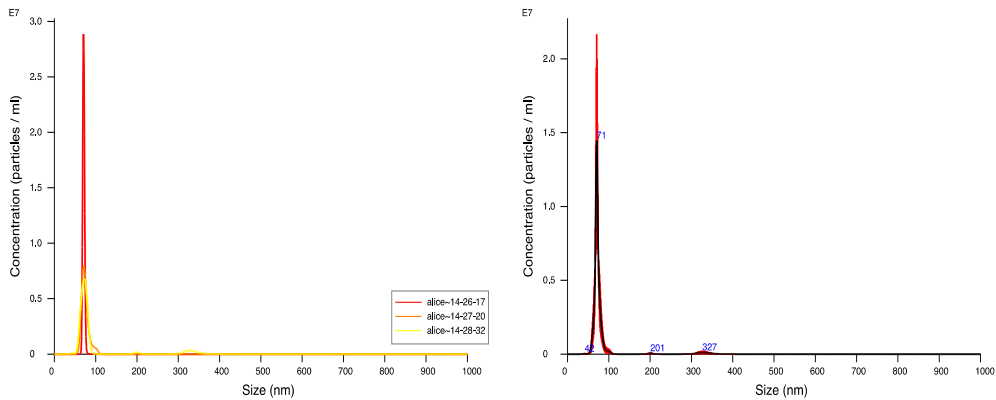 E7
3.0
2.5
2.0
1.5
1.0
0.5
0
Concentration (particles / ml)
0 100 200 300 400 500 600 700 800 900 1000
Size (nm)
alice~14-26-17
alice~14-27-20
alice~14-28-32
E7
2.0
1.5
1.0
0.5
0
Concentration (particles / ml)
71
42
201
327
0 100 200 300 400 500 600 700 800 900 1000
Size (nm)